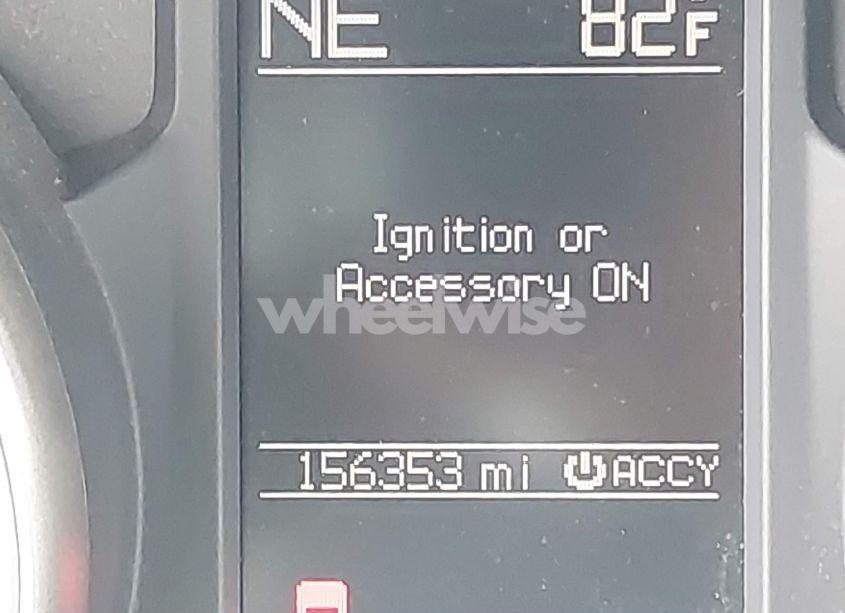 NE 82°F
Ignition or
Accessory ON
wheelwise
156353 mi ACCY